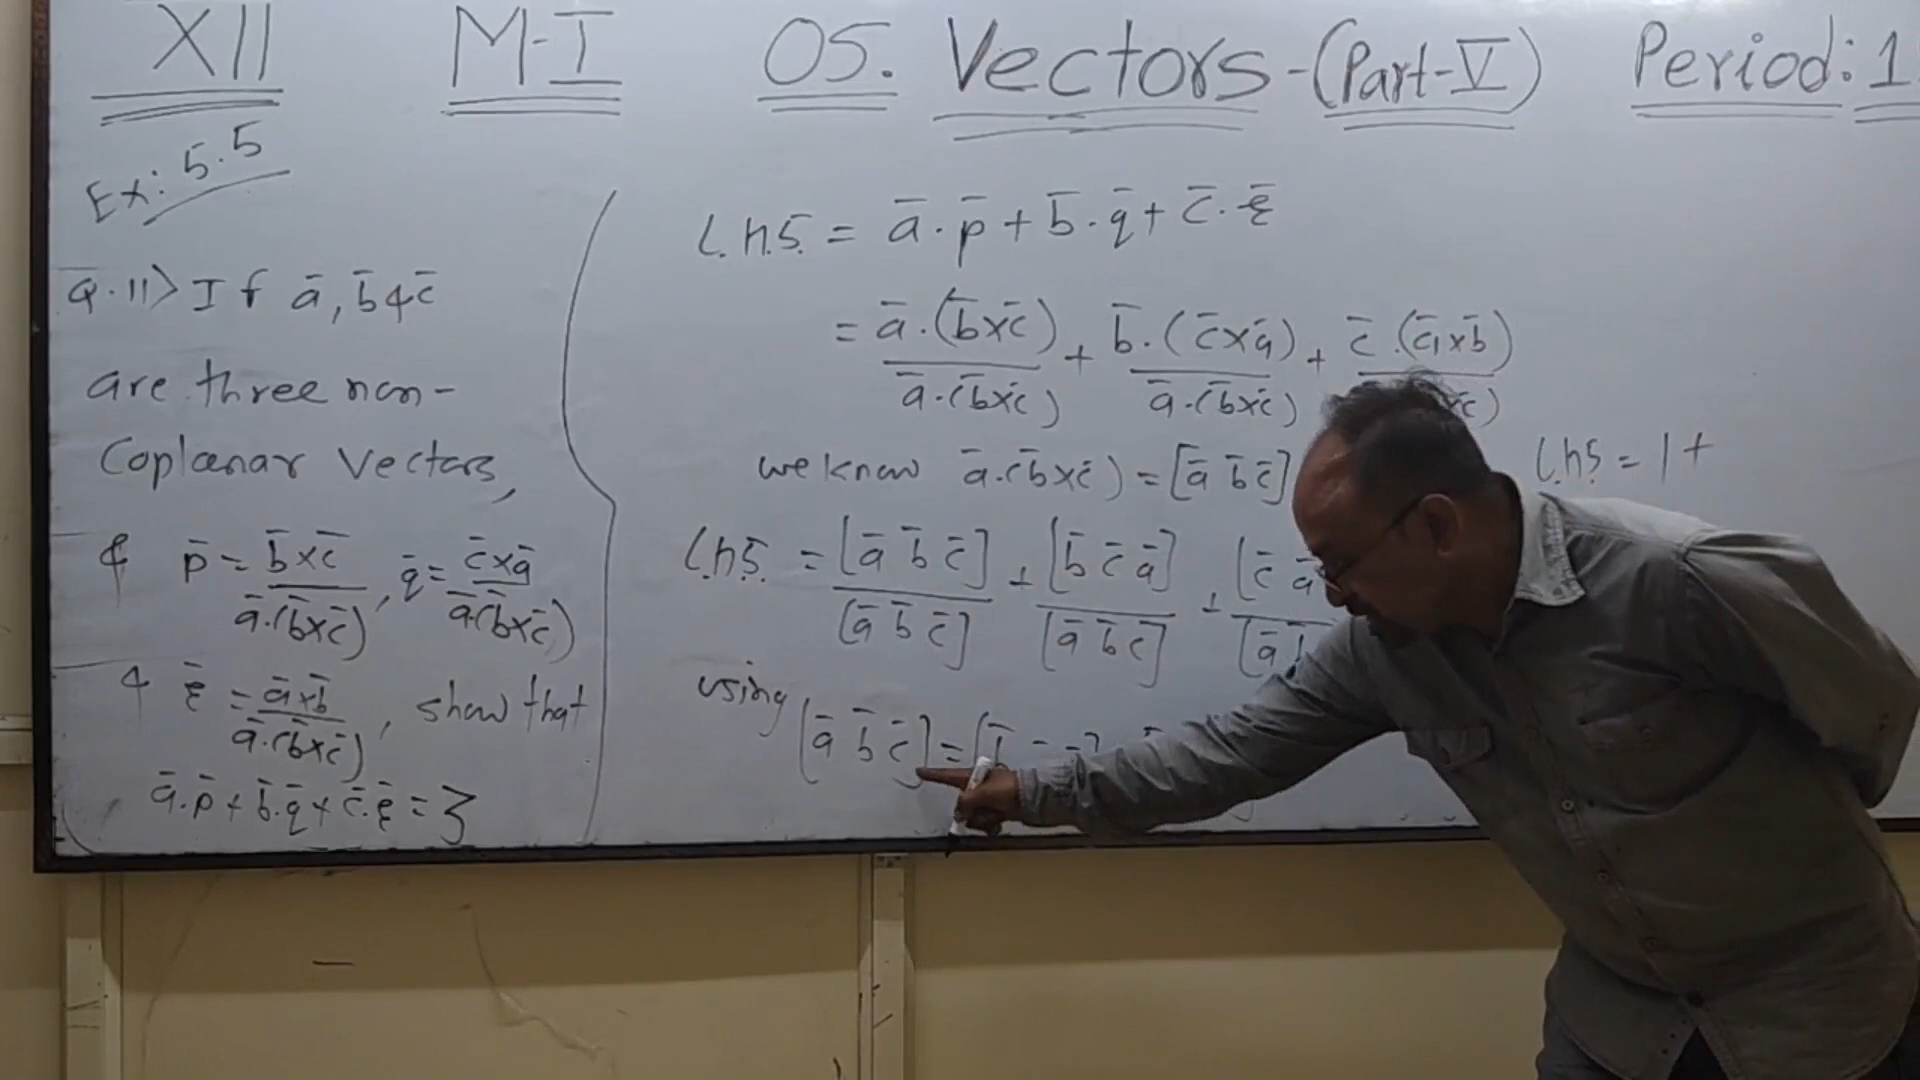 XII M-I 05. Vectors-(Part-V) Period: 1
Ex: 5.5
Q.11> If a̅, b̅ & c̅
are three non-
Coplanar Vectors,
& p̅ = b̅×c̅ / a̅.(b̅×c̅), q̅ = c̅×a̅ / a̅.(b̅×c̅)
& r̅ = a̅×b̅ / a̅.(b̅×c̅), show that
a̅.p̅ + b̅.q̅ + c̅.r̅ = 3
L.H.S. = a̅.p̅ + b̅.q̅ + c̅.r̅
= a̅.(b̅×c̅) / a̅.(b̅×c̅) + b̅.(c̅×a̅) / a̅.(b̅×c̅) + c̅.(a̅×b̅) / ×c̅)
we know a̅.(b̅×c̅) = [a̅ b̅ c̅]
L.H.S. = [a̅ b̅ c̅] / [a̅ b̅ c̅] + [b̅ c̅ a̅] / [a̅ b̅ c̅] + [c̅ a̅ / [a̅ b̅
using
[a̅ b̅ c̅] = [
L.H.S = 1 +